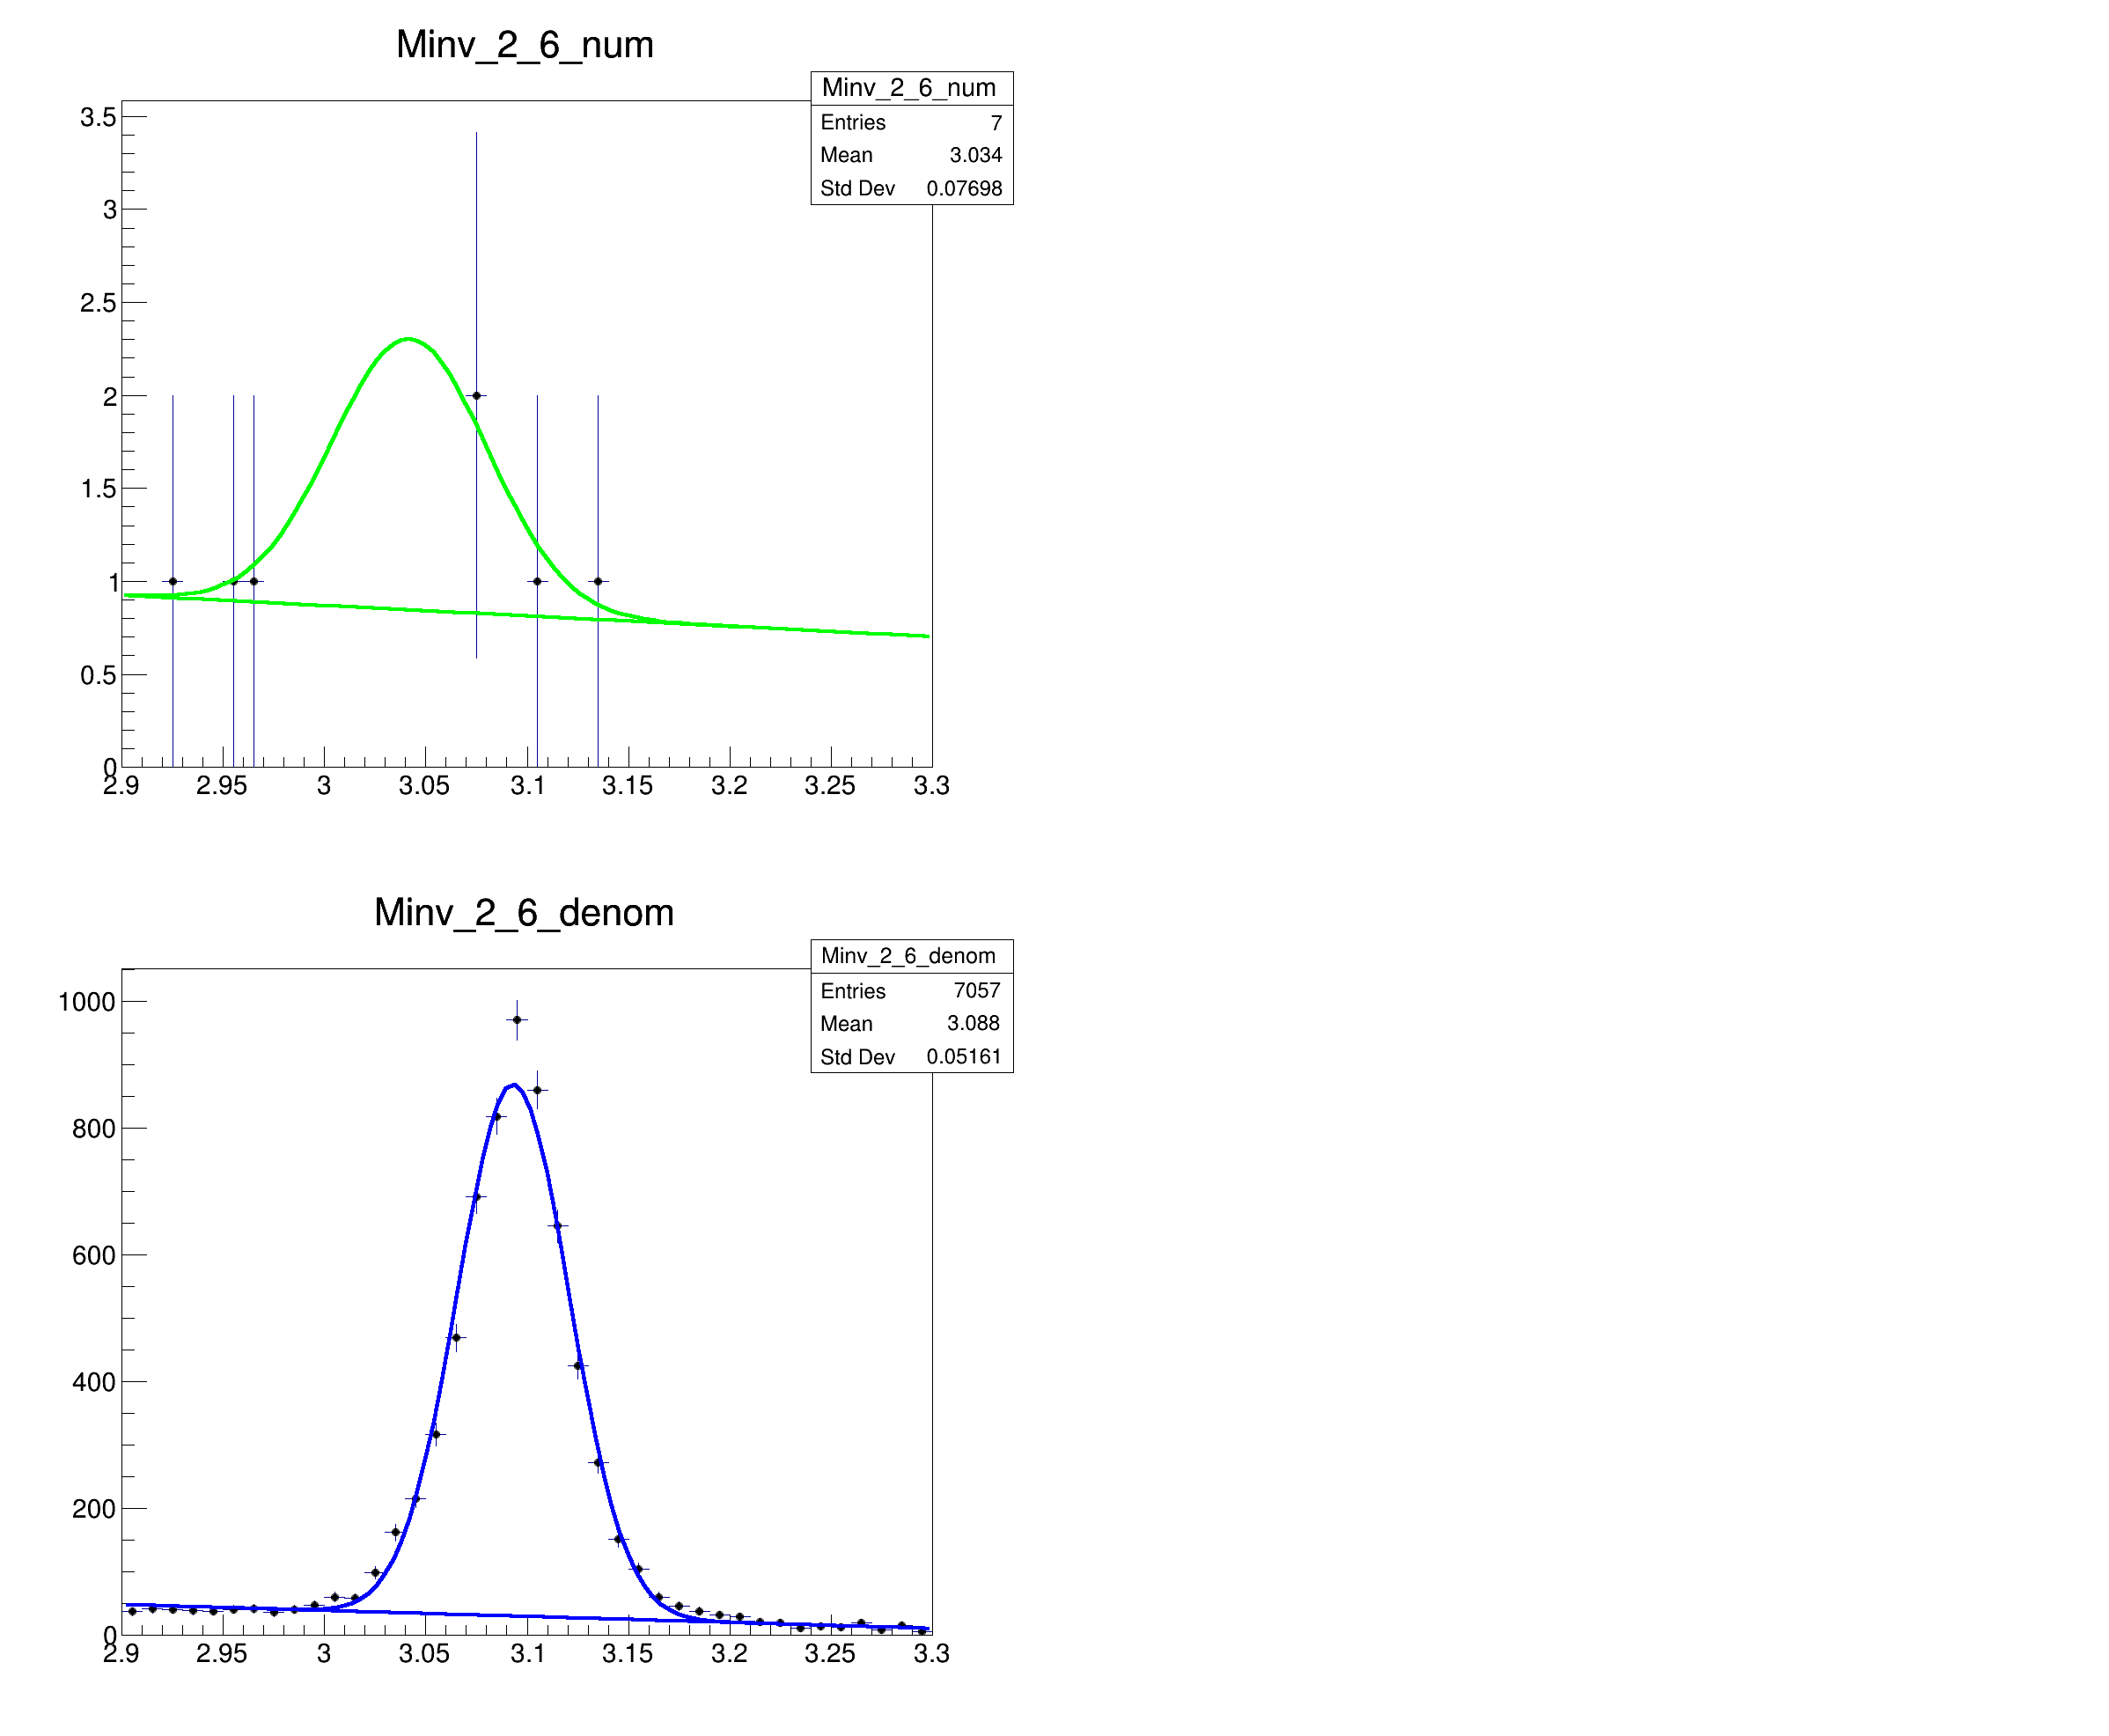 Minv_2_6_num
Minv_2_6_num
Entries 7
Mean 3.034
Std Dev 0.07698
3.5
3
2.5
2
1.5
1
0.5
0
2.9 2.95 3 3.05 3.1 3.15 3.2 3.25 3.3
Minv_2_6_denom
Minv_2_6_denom
Entries 7057
Mean 3.088
Std Dev 0.05161
1000
800
600
400
200
0
2.9 2.95 3 3.05 3.1 3.15 3.2 3.25 3.3